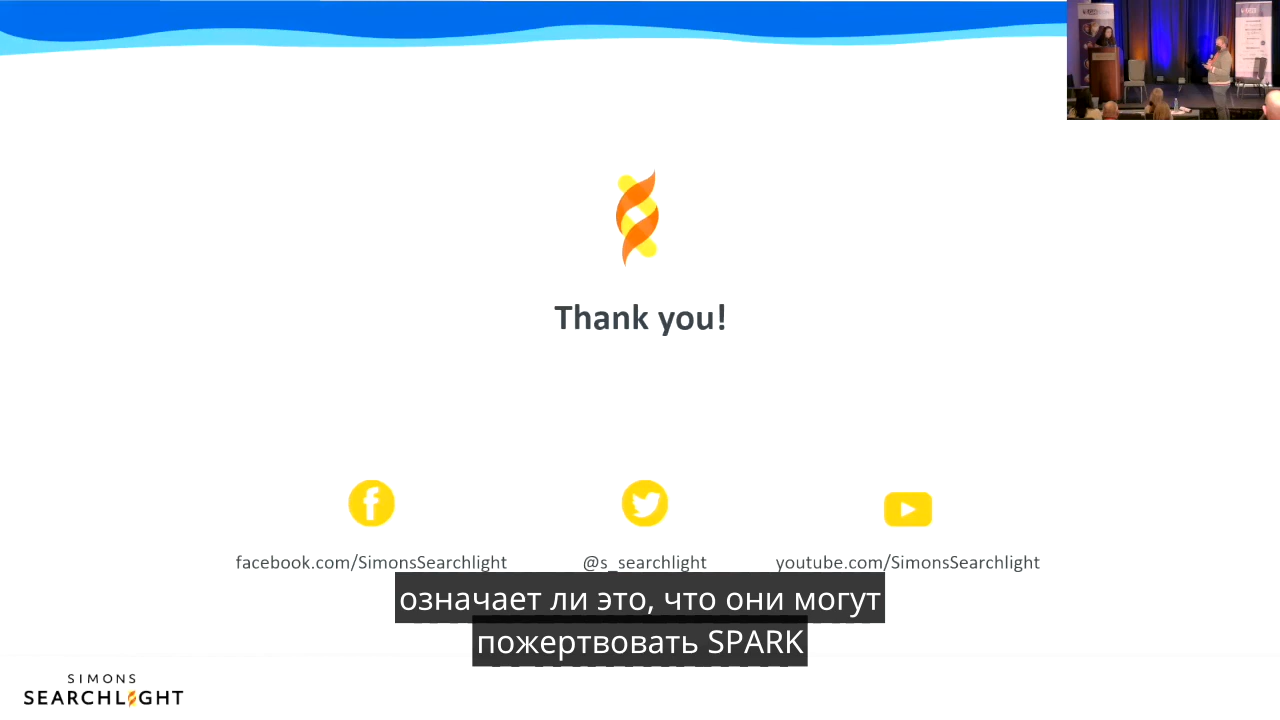 Thank you!
facebook.com/SimonsSearchlight
@s_searchlight
youtube.com/SimonsSearchlight
означает ли это, что они могут
пожертвовать SPARK
SIMONS
SEARCHLIGHT